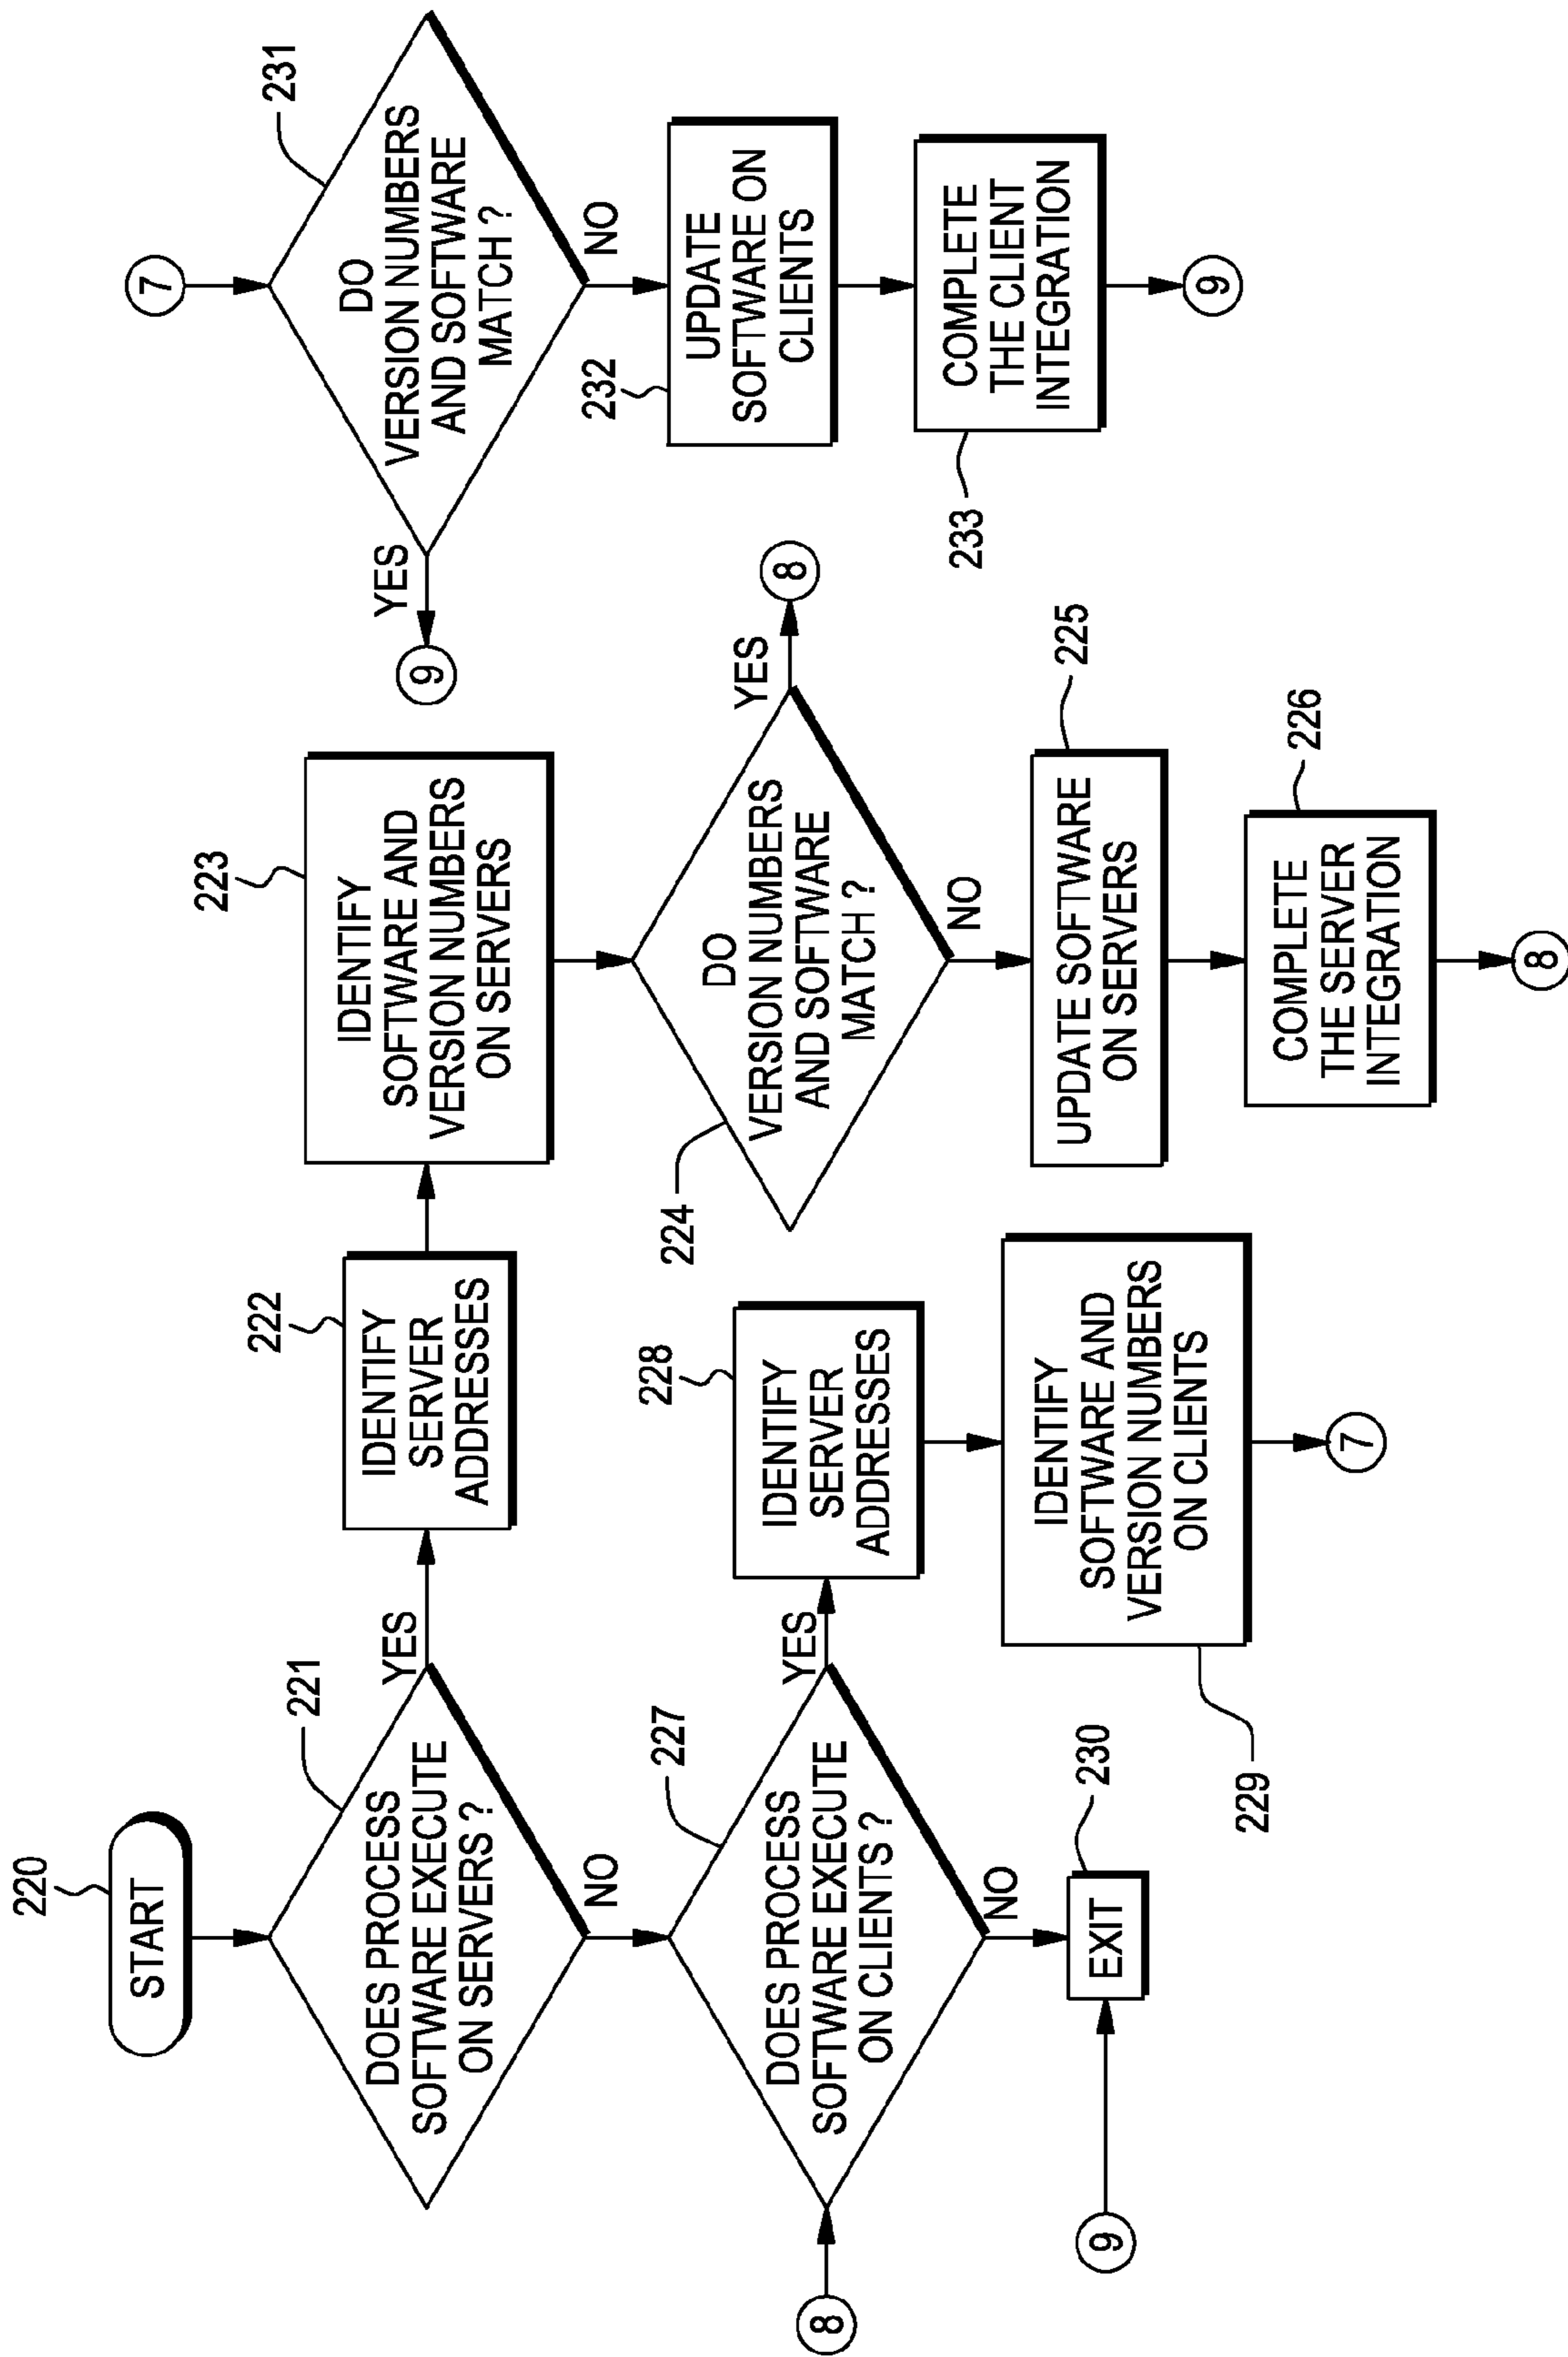 220
START
221
DOES PROCESS
SOFTWARE EXECUTE
ON SERVERS ?
YES
NO
222
IDENTIFY
SERVER
ADDRESSES
223
IDENTIFY
SOFTWARE AND
VERSION NUMBERS
ON SERVERS
224
DO
VERSION NUMBERS
AND SOFTWARE
MATCH ?
YES
8
NO
225
UPDATE SOFTWARE
ON SERVERS
226
COMPLETE
THE SERVER
INTEGRATION
8
8
227
DOES PROCESS
SOFTWARE EXECUTE
ON CLIENTS ?
YES
NO
228
IDENTIFY
SERVER
ADDRESSES
229
IDENTIFY
SOFTWARE AND
VERSION NUMBERS
ON CLIENTS
7
9
230
EXIT
7
231
DO
VERSION NUMBERS
AND SOFTWARE
MATCH ?
YES
9
NO
232
UPDATE
SOFTWARE ON
CLIENTS
233
COMPLETE
THE CLIENT
INTEGRATION
9